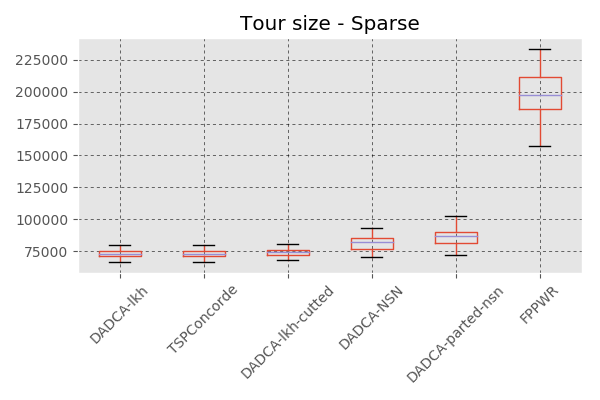 Tour size - Sparse
225000
200000
175000
150000
125000
100000
75000
DADCA-lkh
TSPConcorde
DADCA-lkh-cutted
DADCA-NSN
DADCA-parted-nsn
FPPWR